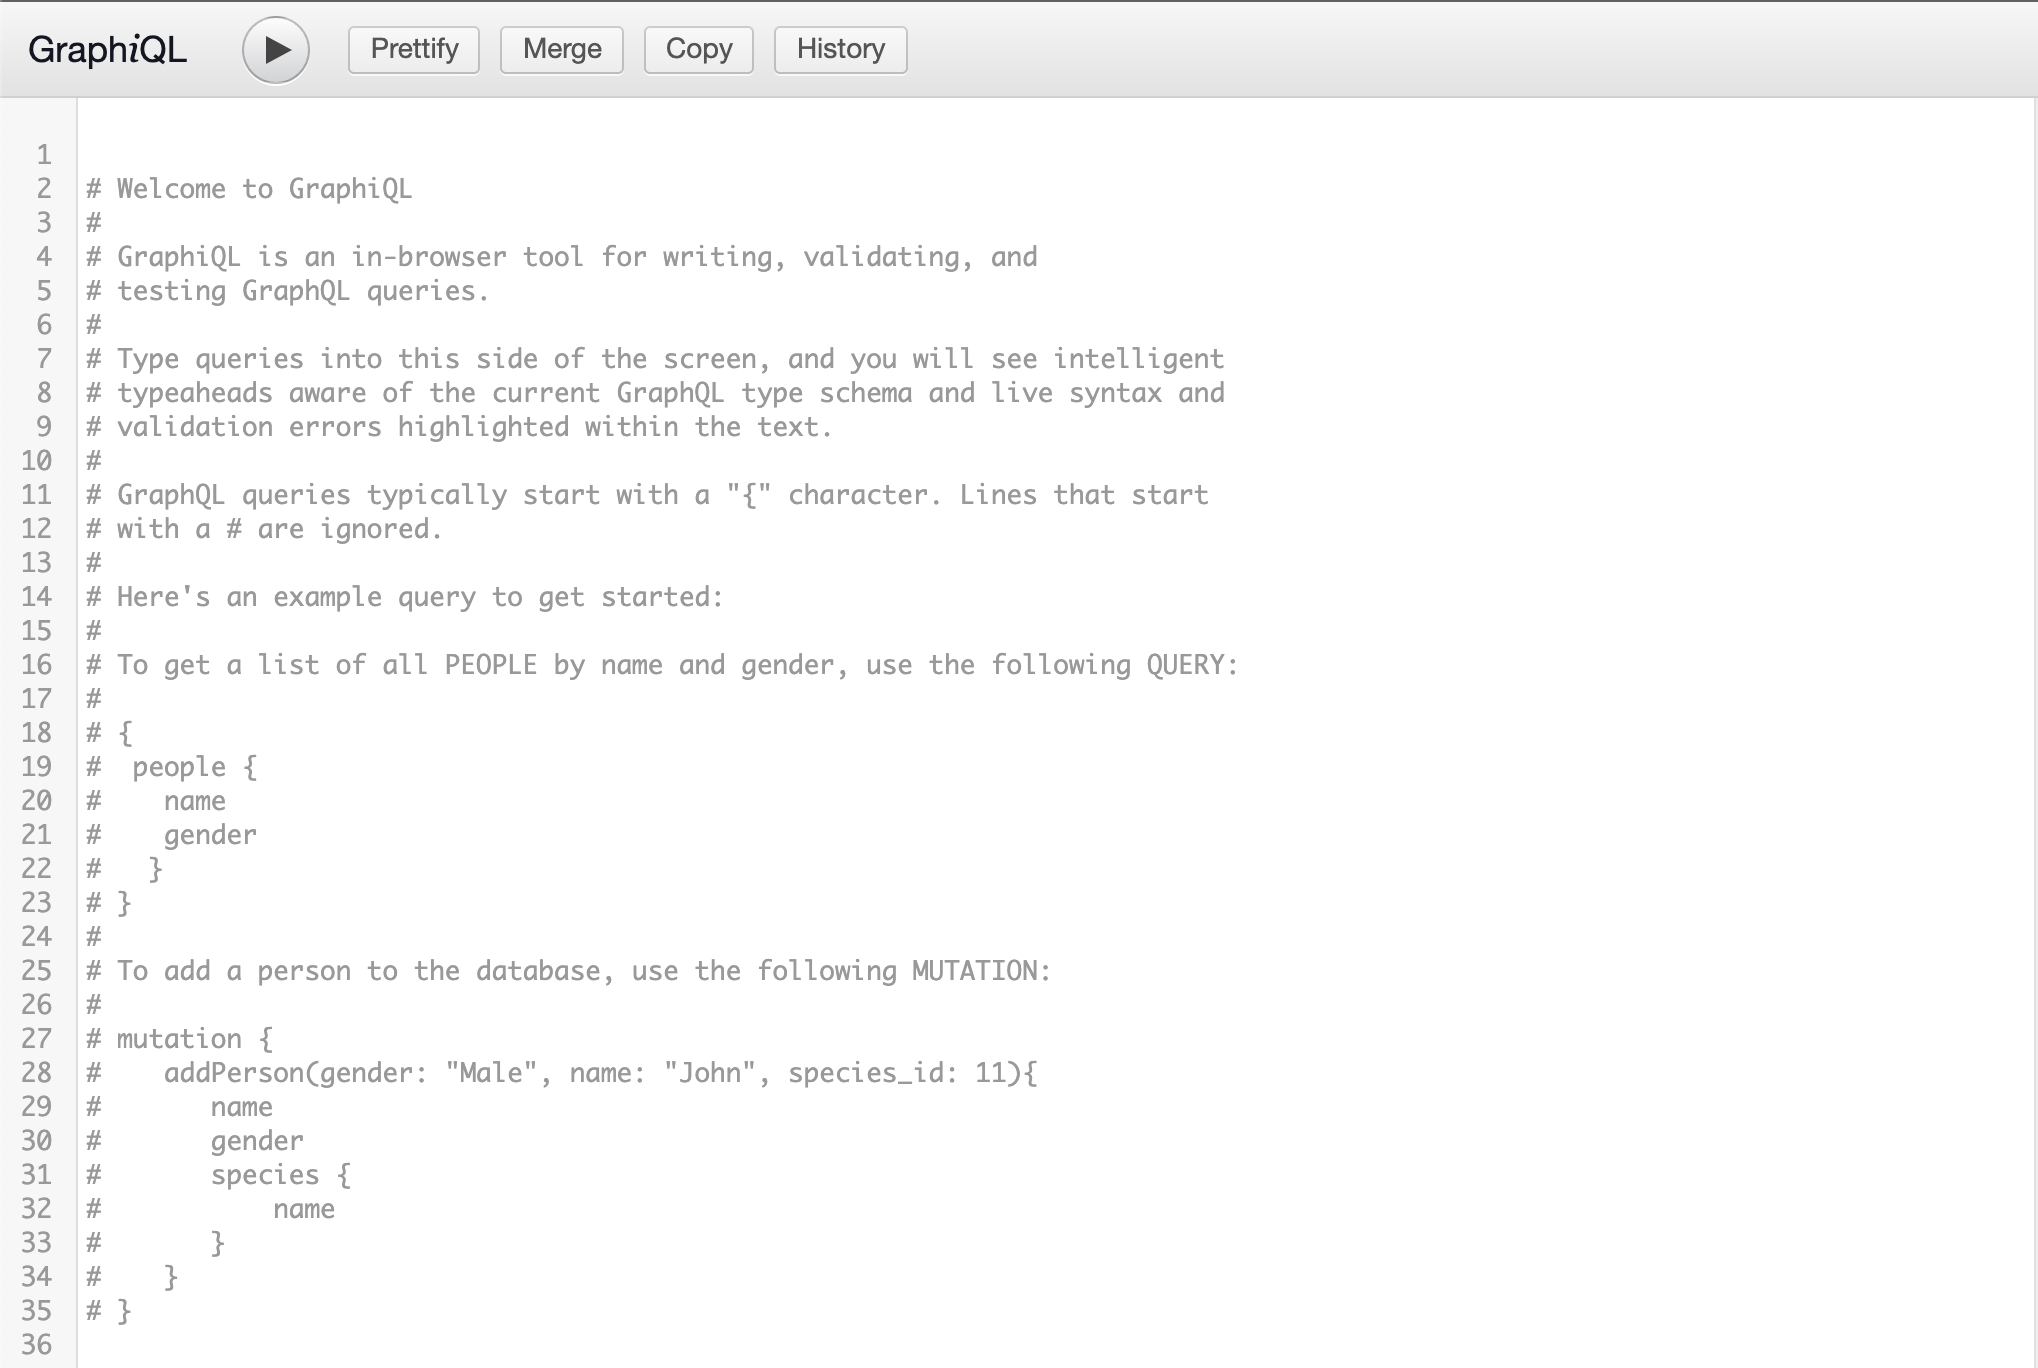 GraphiQL Prettify Merge Copy History
1
2 # Welcome to GraphiQL
3 #
4 # GraphiQL is an in-browser tool for writing, validating, and
5 # testing GraphQL queries.
6 #
7 # Type queries into this side of the screen, and you will see intelligent
8 # typeaheads aware of the current GraphQL type schema and live syntax and
9 # validation errors highlighted within the text.
10 #
11 # GraphQL queries typically start with a "{" character. Lines that start
12 # with a # are ignored.
13 #
14 # Here's an example query to get started:
15 #
16 # To get a list of all PEOPLE by name and gender, use the following QUERY:
17 #
18 # {
19 #  people {
20 #    name
21 #    gender
22 #   }
23 # }
24 #
25 # To add a person to the database, use the following MUTATION:
26 #
27 # mutation {
28 #    addPerson(gender: "Male", name: "John", species_id: 11){
29 #       name
30 #       gender
31 #       species {
32 #           name
33 #       }
34 #    }
35 # }
36